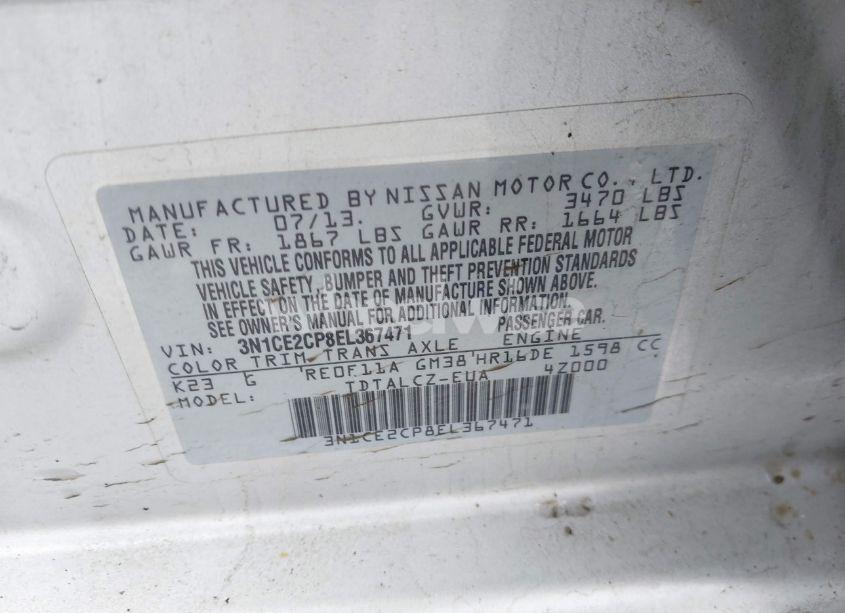 MANUFACTURED BY NISSAN MOTOR CO., LTD.
DATE: 07/13. GVWR: 3470 LBS
GAWR FR: 1867 LBS GAWR RR: 1664 LBS
THIS VEHICLE CONFORMS TO ALL APPLICABLE FEDERAL MOTOR
VEHICLE SAFETY, BUMPER AND THEFT PREVENTION STANDARDS
IN EFFECT ON THE DATE OF MANUFACTURE SHOWN ABOVE.
SEE OWNER'S MANUAL FOR ADDITIONAL INFORMATION.
VIN: 3N1CE2CP8EL367471 PASSENGER CAR.
COLOR TRIM TRANS AXLE ENGINE
K23 G RE0F11A GM38 HR16DE 1598 CC
MODEL: TDTALCZ-EUA 4Z000
3N1CE2CP8EL367471